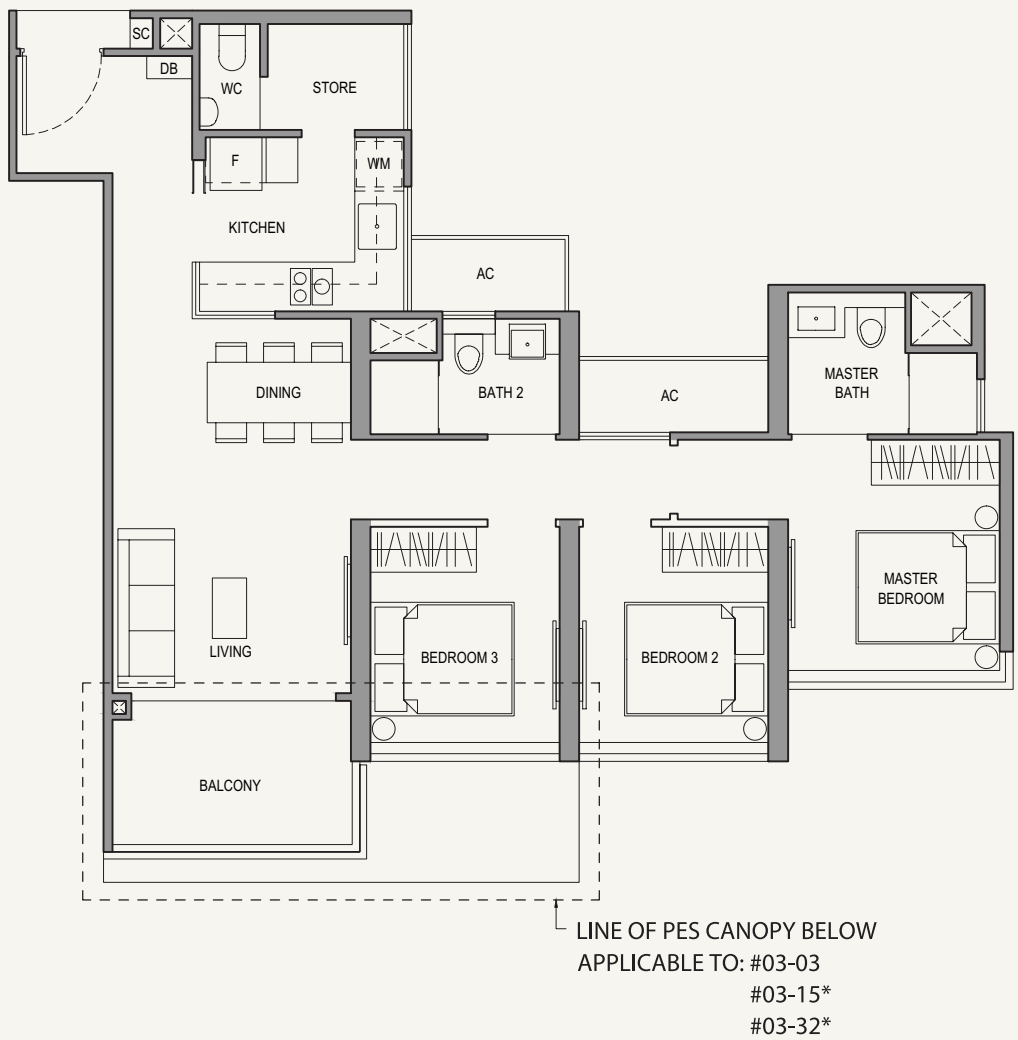 SC
DB
WC
STORE
F
WM
KITCHEN
AC
DINING
BATH 2
AC
MASTER
BATH
MASTER
BEDROOM
LIVING
BEDROOM 3
BEDROOM 2
BALCONY
LINE OF PES CANOPY BELOW
APPLICABLE TO: #03-03
#03-15*
#03-32*